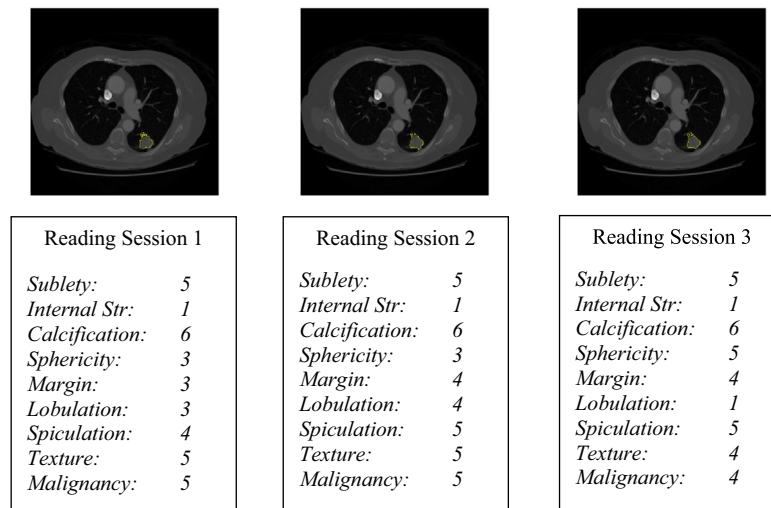 Reading Session 1
Sublety: 5
Internal Str: 1
Calcification: 6
Sphericity: 3
Margin: 3
Lobulation: 3
Spiculation: 4
Texture: 5
Malignancy: 5
Reading Session 2
Sublety: 5
Internal Str: 1
Calcification: 6
Sphericity: 3
Margin: 4
Lobulation: 4
Spiculation: 5
Texture: 5
Malignancy: 5
Reading Session 3
Sublety: 5
Internal Str: 1
Calcification: 6
Sphericity: 5
Margin: 4
Lobulation: 1
Spiculation: 5
Texture: 4
Malignancy: 4